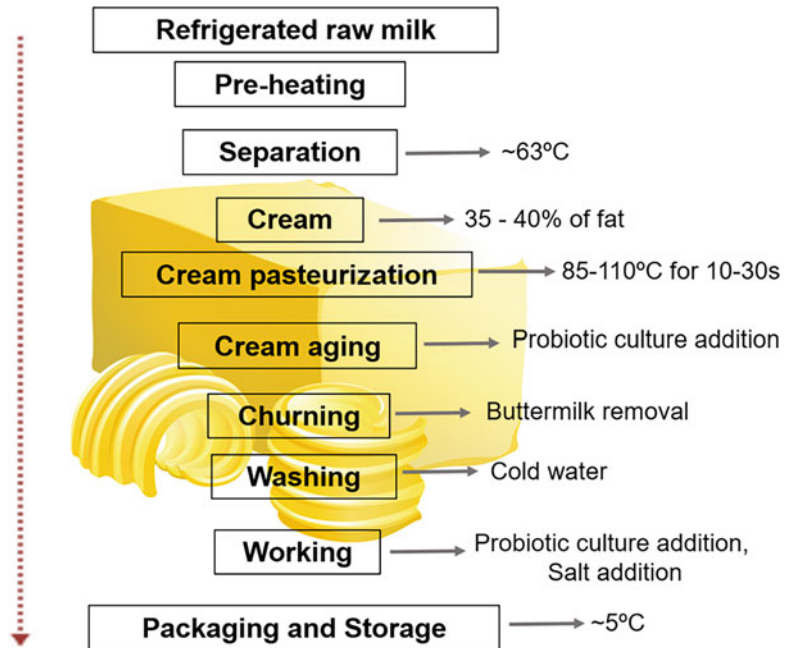 Refrigerated raw milk
Pre-heating
Separation
~63ºC
Cream
35 - 40% of fat
Cream pasteurization
85-110ºC for 10-30s
Cream aging
Probiotic culture addition
Churning
Buttermilk removal
Washing
Cold water
Working
Probiotic culture addition,
Salt addition
Packaging and Storage
~5ºC